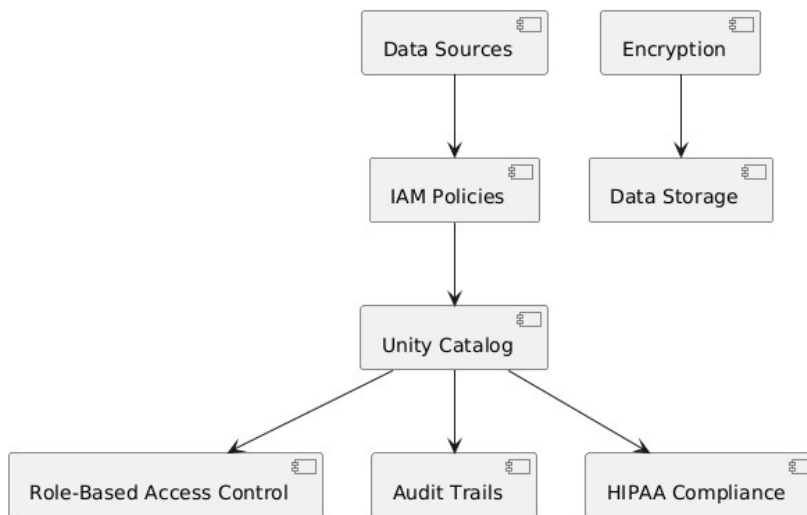 Data Sources
Encryption
IAM Policies
Data Storage
Unity Catalog
Role-Based Access Control
Audit Trails
HIPAA Compliance